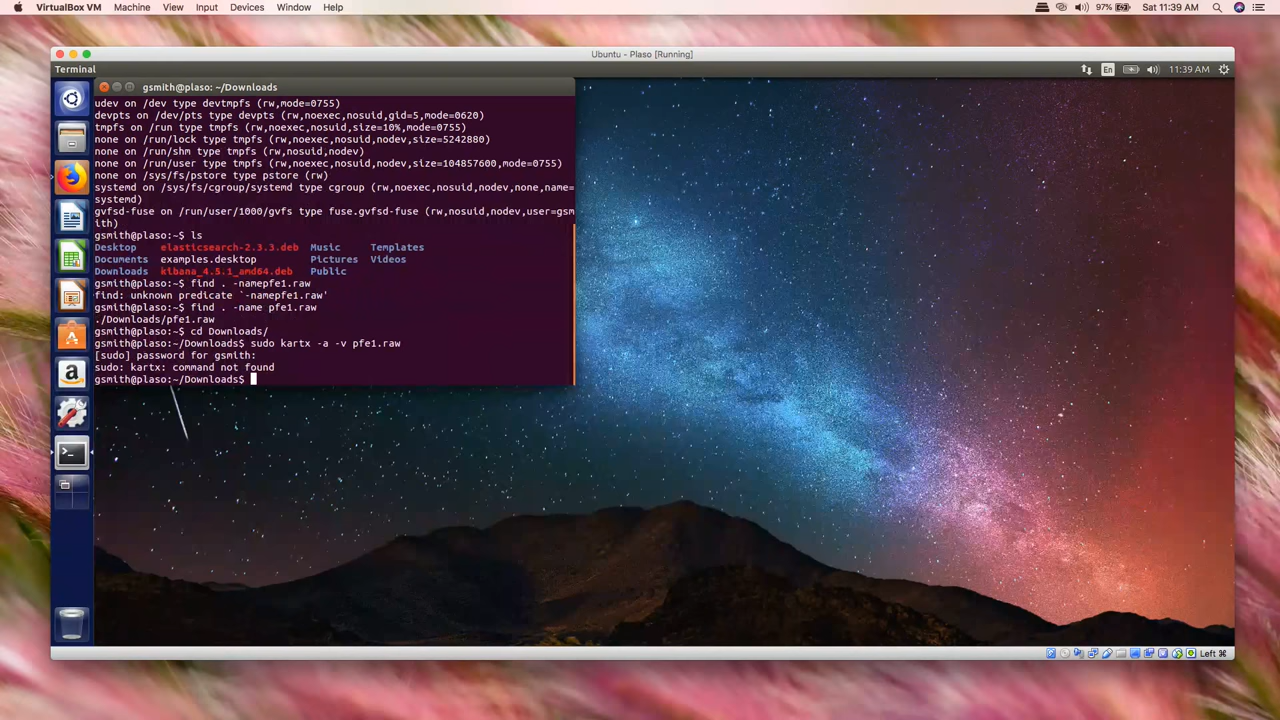 VirtualBox VM Machine View Input Devices Window Help 97% Sat 11:39 AM
Ubuntu - Plaso [Running]
Terminal En 11:39 AM
gsmith@plaso: ~/Downloads
udev on /dev type devtmpfs (rw,mode=0755)
devpts on /dev/pts type devpts (rw,noexec,nosuid,gid=5,mode=0620)
tmpfs on /run type tmpfs (rw,noexec,nosuid,size=10%,mode=0755)
none on /run/lock type tmpfs (rw,noexec,nosuid,nodev,size=5242880)
none on /run/shm type tmpfs (rw,nosuid,nodev)
none on /run/user type tmpfs (rw,noexec,nosuid,nodev,size=104857600,mode=0755)
none on /sys/fs/pstore type pstore (rw)
systemd on /sys/fs/cgroup/systemd type cgroup (rw,noexec,nosuid,nodev,none,name=
systemd)
gvfsd-fuse on /run/user/1000/gvfs type fuse.gvfsd-fuse (rw,nosuid,nodev,user=gsm
ith)
gsmith@plaso:~$ ls
Desktop elasticsearch-2.3.3.deb Music Templates
Documents examples.desktop Pictures Videos
Downloads kibana_4.5.1_amd64.deb Public
gsmith@plaso:~$ find . -namepfe1.raw
find: unknown predicate `-namepfe1.raw'
gsmith@plaso:~$ find . -name pfe1.raw
./Downloads/pfe1.raw
gsmith@plaso:~$ cd Downloads/
gsmith@plaso:~/Downloads$ sudo kartx -a -v pfe1.raw
[sudo] password for gsmith:
sudo: kartx: command not found
gsmith@plaso:~/Downloads$
Left ⌘